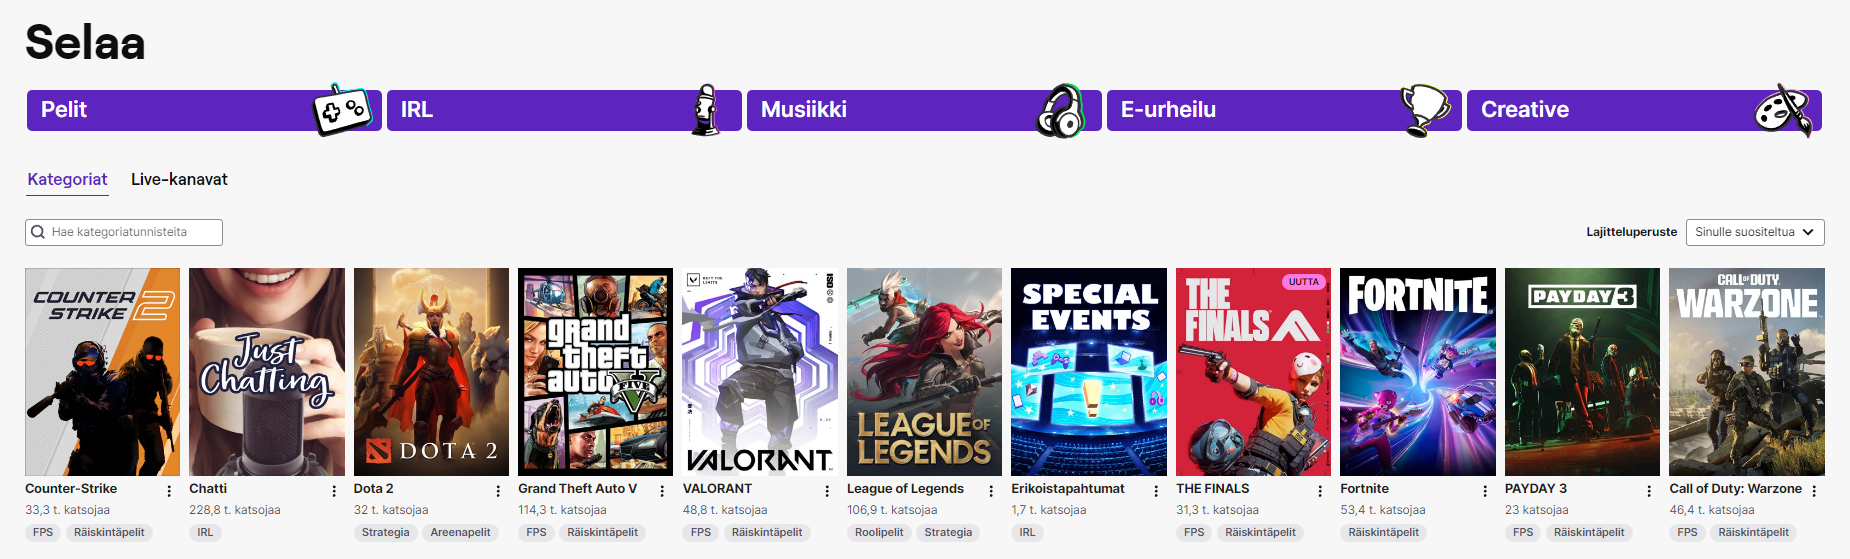 Selaa
Pelit
IRL
Musiikki
E-urheilu
Creative
Kategoriat
Live-kanavat
Hae kategoriatunnisteita
Lajitteluperuste
Sinulle suositeltua
COUNTER
STRIKE 2
Just
Chatting
DOTA 2
grand
theft
auto
FIVE
V
DEFY THE
LIMITS
VALORANT
LEAGUE OF
LEGENDS
SPECIAL
EVENTS
UUTTA
THE
FINALS
FORTNITE
PAYDAY 3
CALL OF DUTY
WARZONE
Counter-Strike
33,3 t. katsojaa
FPS Räiskintäpelit
Chatti
228,8 t. katsojaa
IRL
Dota 2
32 t. katsojaa
Strategia Areenapelit
Grand Theft Auto V
114,3 t. katsojaa
FPS Räiskintäpelit
VALORANT
48,8 t. katsojaa
FPS Räiskintäpelit
League of Legends
106,9 t. katsojaa
Roolipelit Strategia
Erikoistapahtumat
1,7 t. katsojaa
IRL
THE FINALS
31,3 t. katsojaa
FPS Räiskintäpelit
Fortnite
53,4 t. katsojaa
Räiskintäpelit
PAYDAY 3
23 katsojaa
FPS Räiskintäpelit
Call of Duty: Warzone
46,4 t. katsojaa
FPS Räiskintäpelit